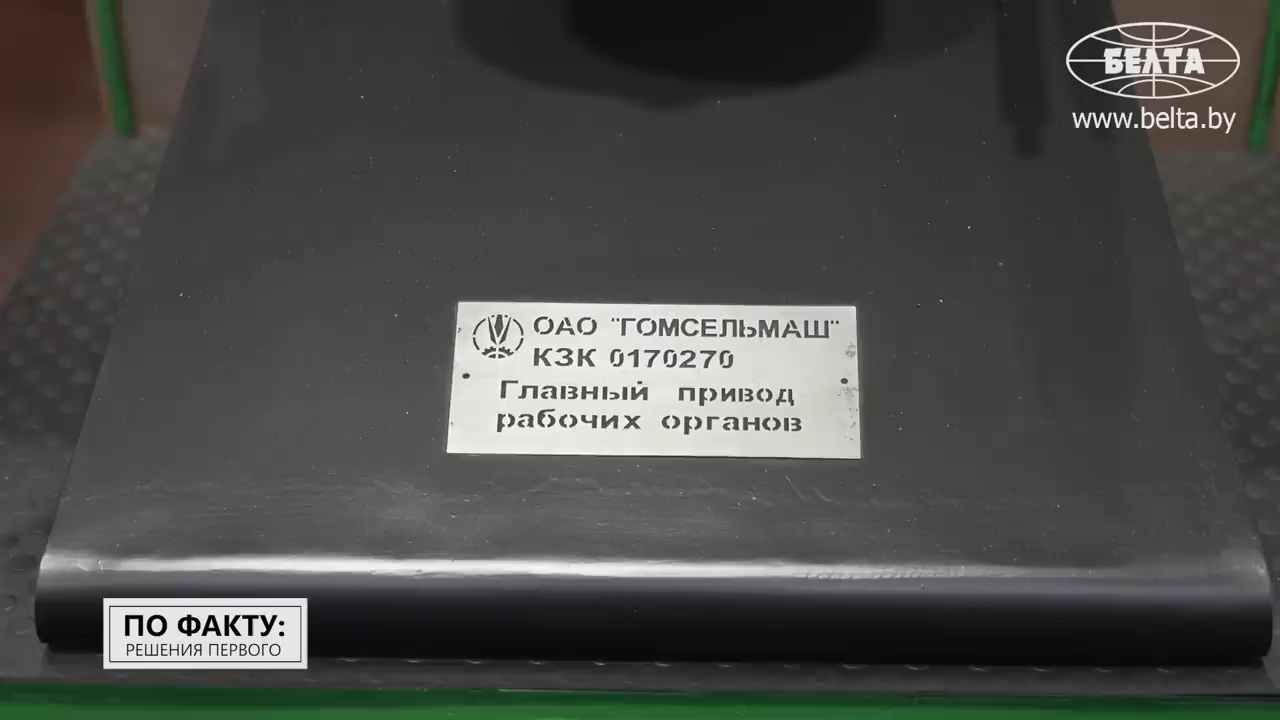 БЕЛТА
www.belta.by
ОАО "ГОМСЕЛЬМАШ"
КЗК 0170270
Главный привод
рабочих органов
ПО ФАКТУ:
РЕШЕНИЯ ПЕРВОГО